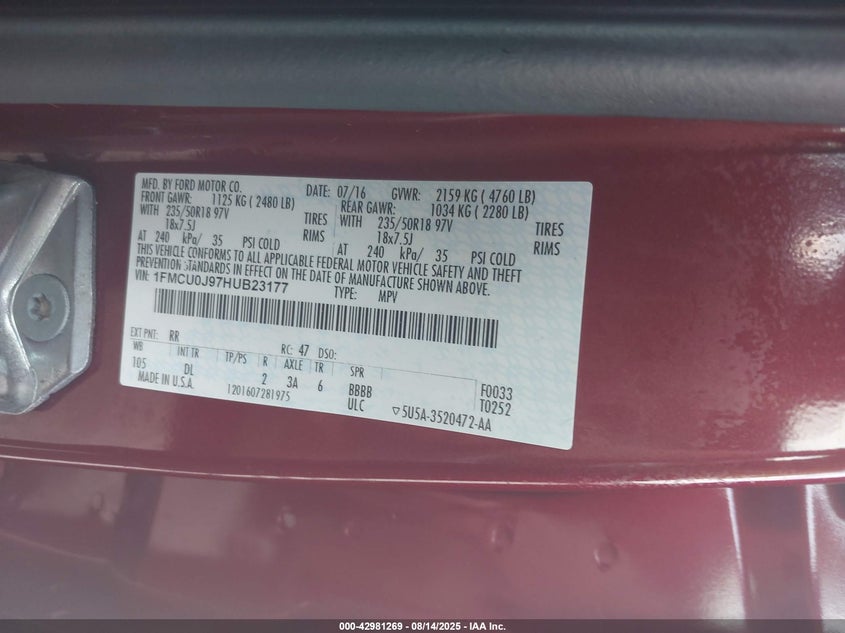 MFD. BY FORD MOTOR CO. DATE: 07/16 GVWR: 2159 KG ( 4760 LB)
FRONT GAWR: 1125 KG ( 2480 LB) REAR GAWR: 1034 KG ( 2280 LB)
WITH 235/50R18 97V TIRES WITH 235/50R18 97V TIRES
18x7.5J RIMS 18x7.5J RIMS
AT 240 kPa/ 35 PSI COLD AT 240 kPa/ 35 PSI COLD
THIS VEHICLE CONFORMS TO ALL APPLICABLE FEDERAL MOTOR VEHICLE SAFETY AND THEFT
PREVENTION STANDARDS IN EFFECT ON THE DATE OF MANUFACTURE SHOWN ABOVE.
VIN: 1FMCU0J97HUB23177 TYPE: MPV
EXT PNT: RR RC: 47 DSO:
WB INT TR TP/PS R AXLE TR SPR
105 DL 2 3A 6 BBBB F0033
MADE IN U.S.A. 1201607281975 ULC T0252
▽5U5A-3520472-AA
000-42981269 - 08/14/2025 - IAA Inc.